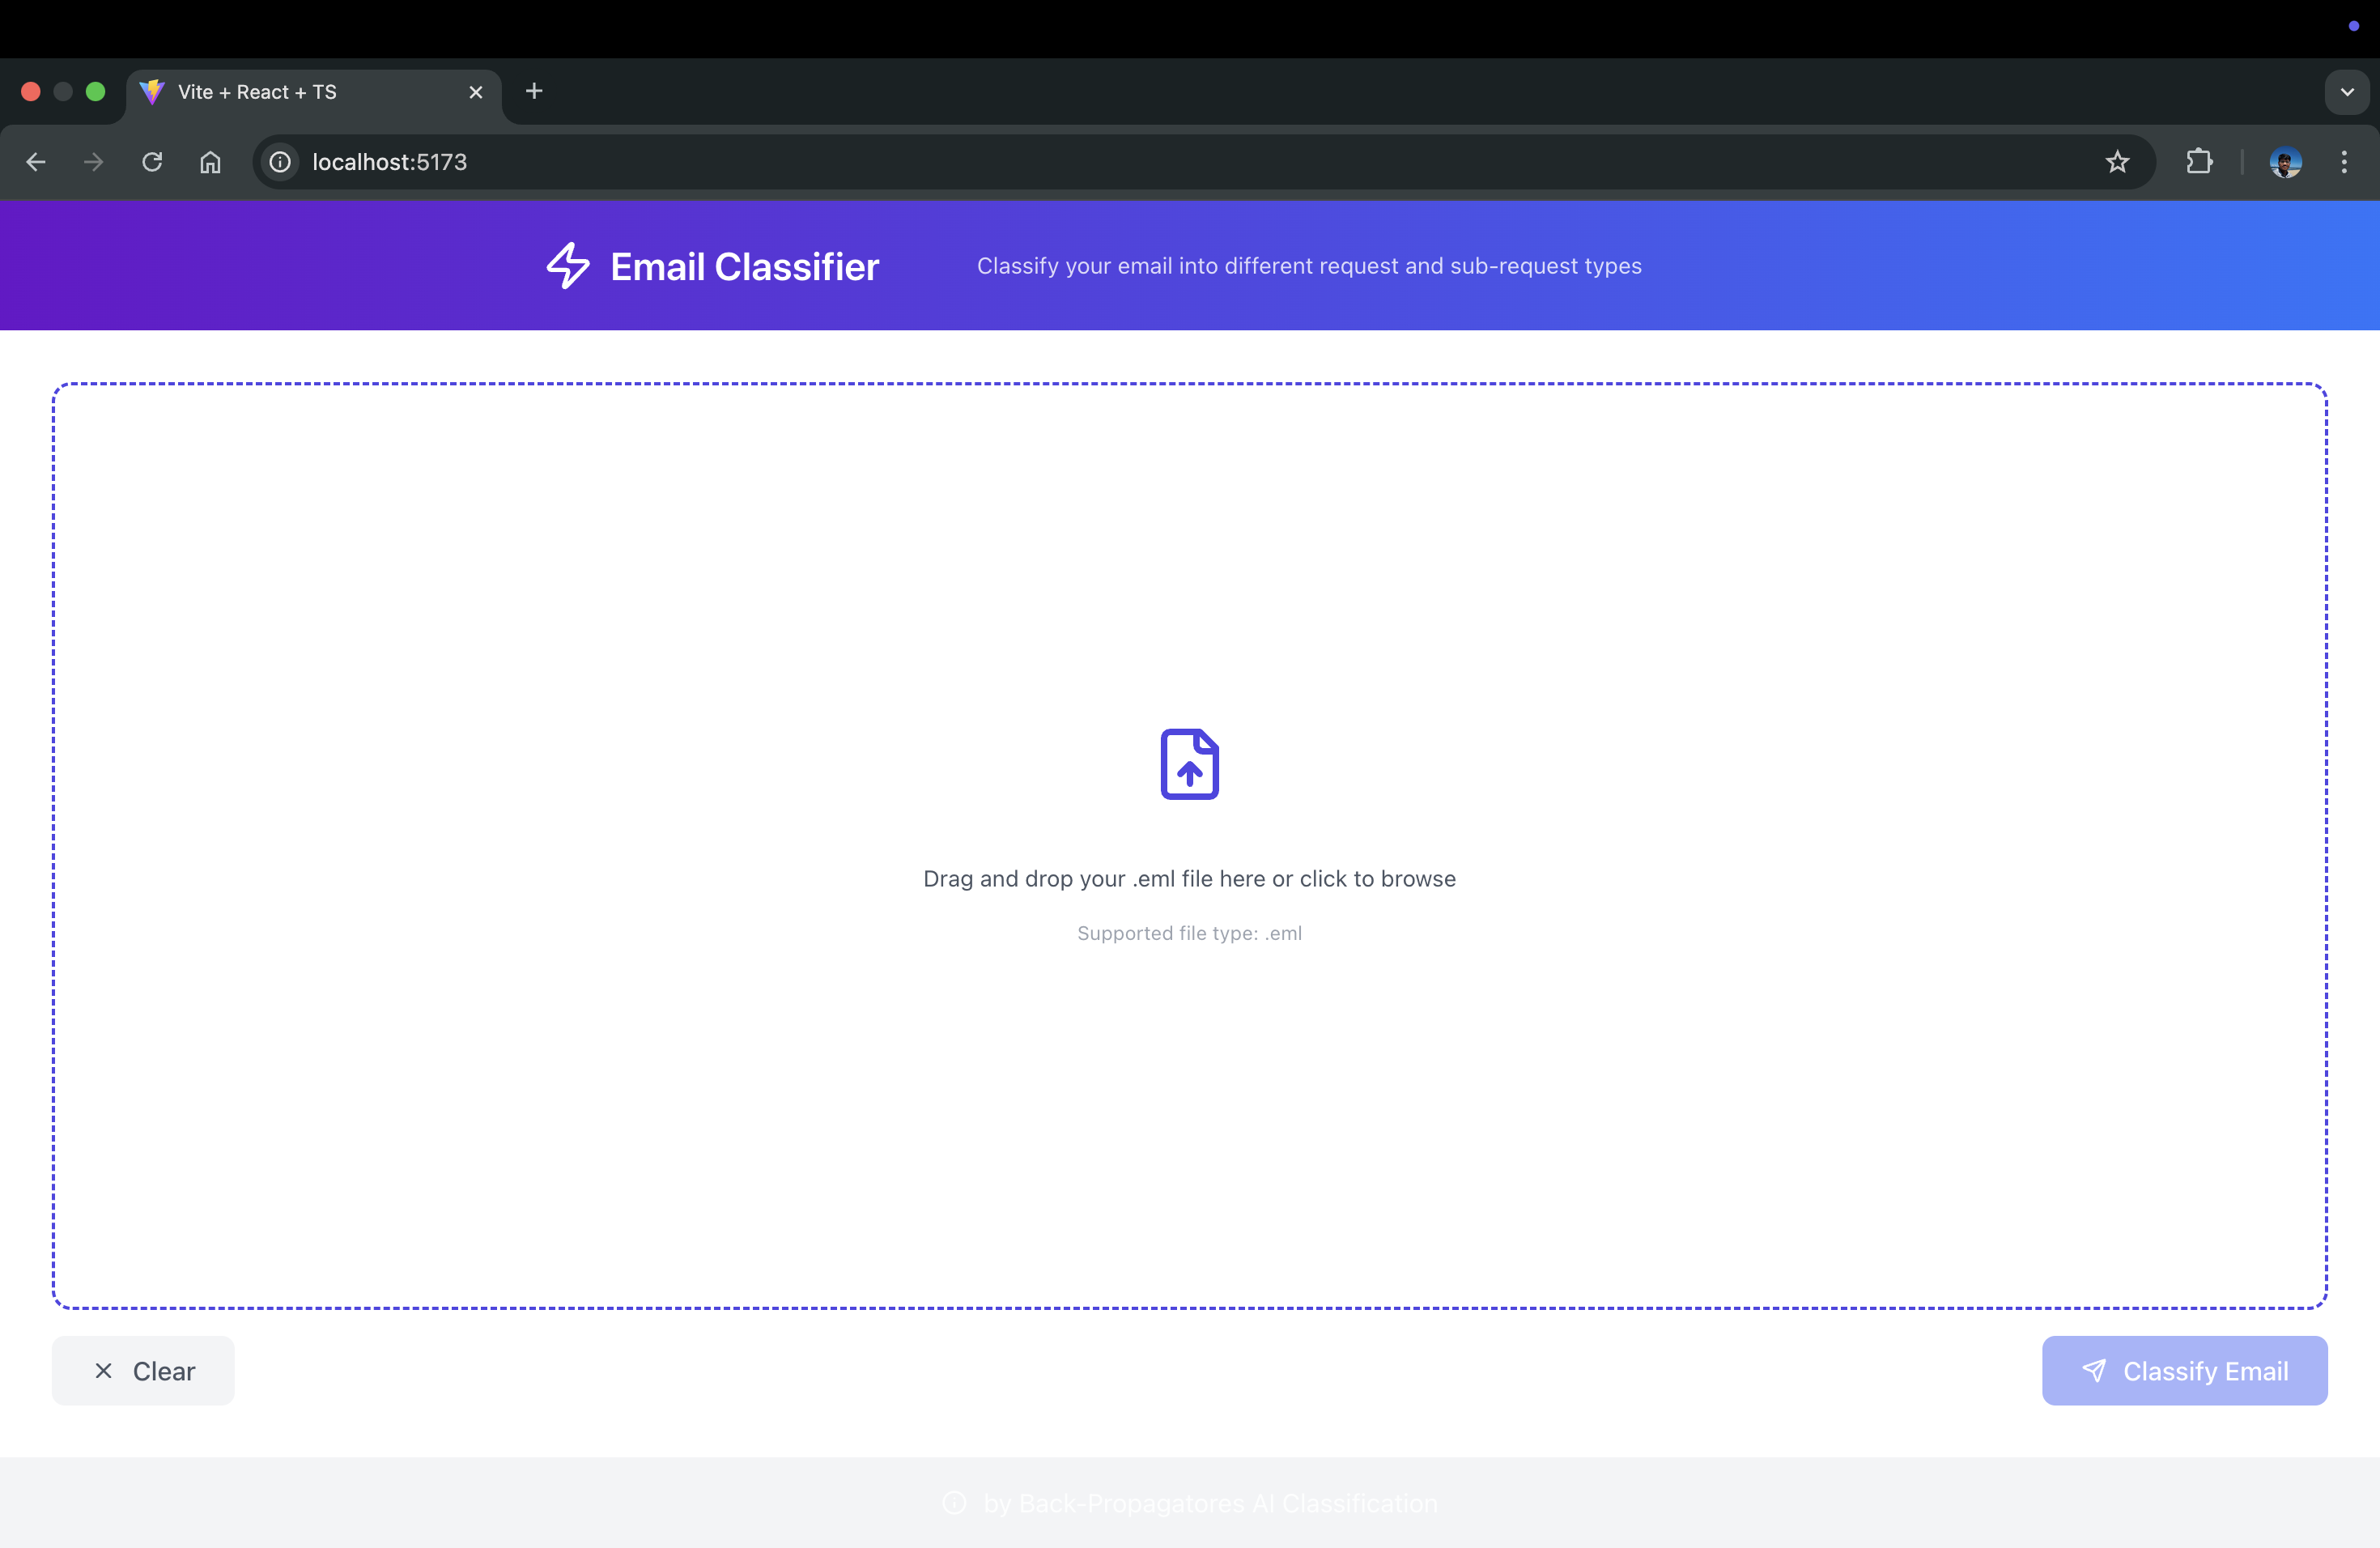 Vite + React + TS
localhost:5173
Email Classifier
Classify your email into different request and sub-request types
Drag and drop your .eml file here or click to browse
Supported file type: .eml
Clear
Classify Email
by Back-Propagatores AI Classification